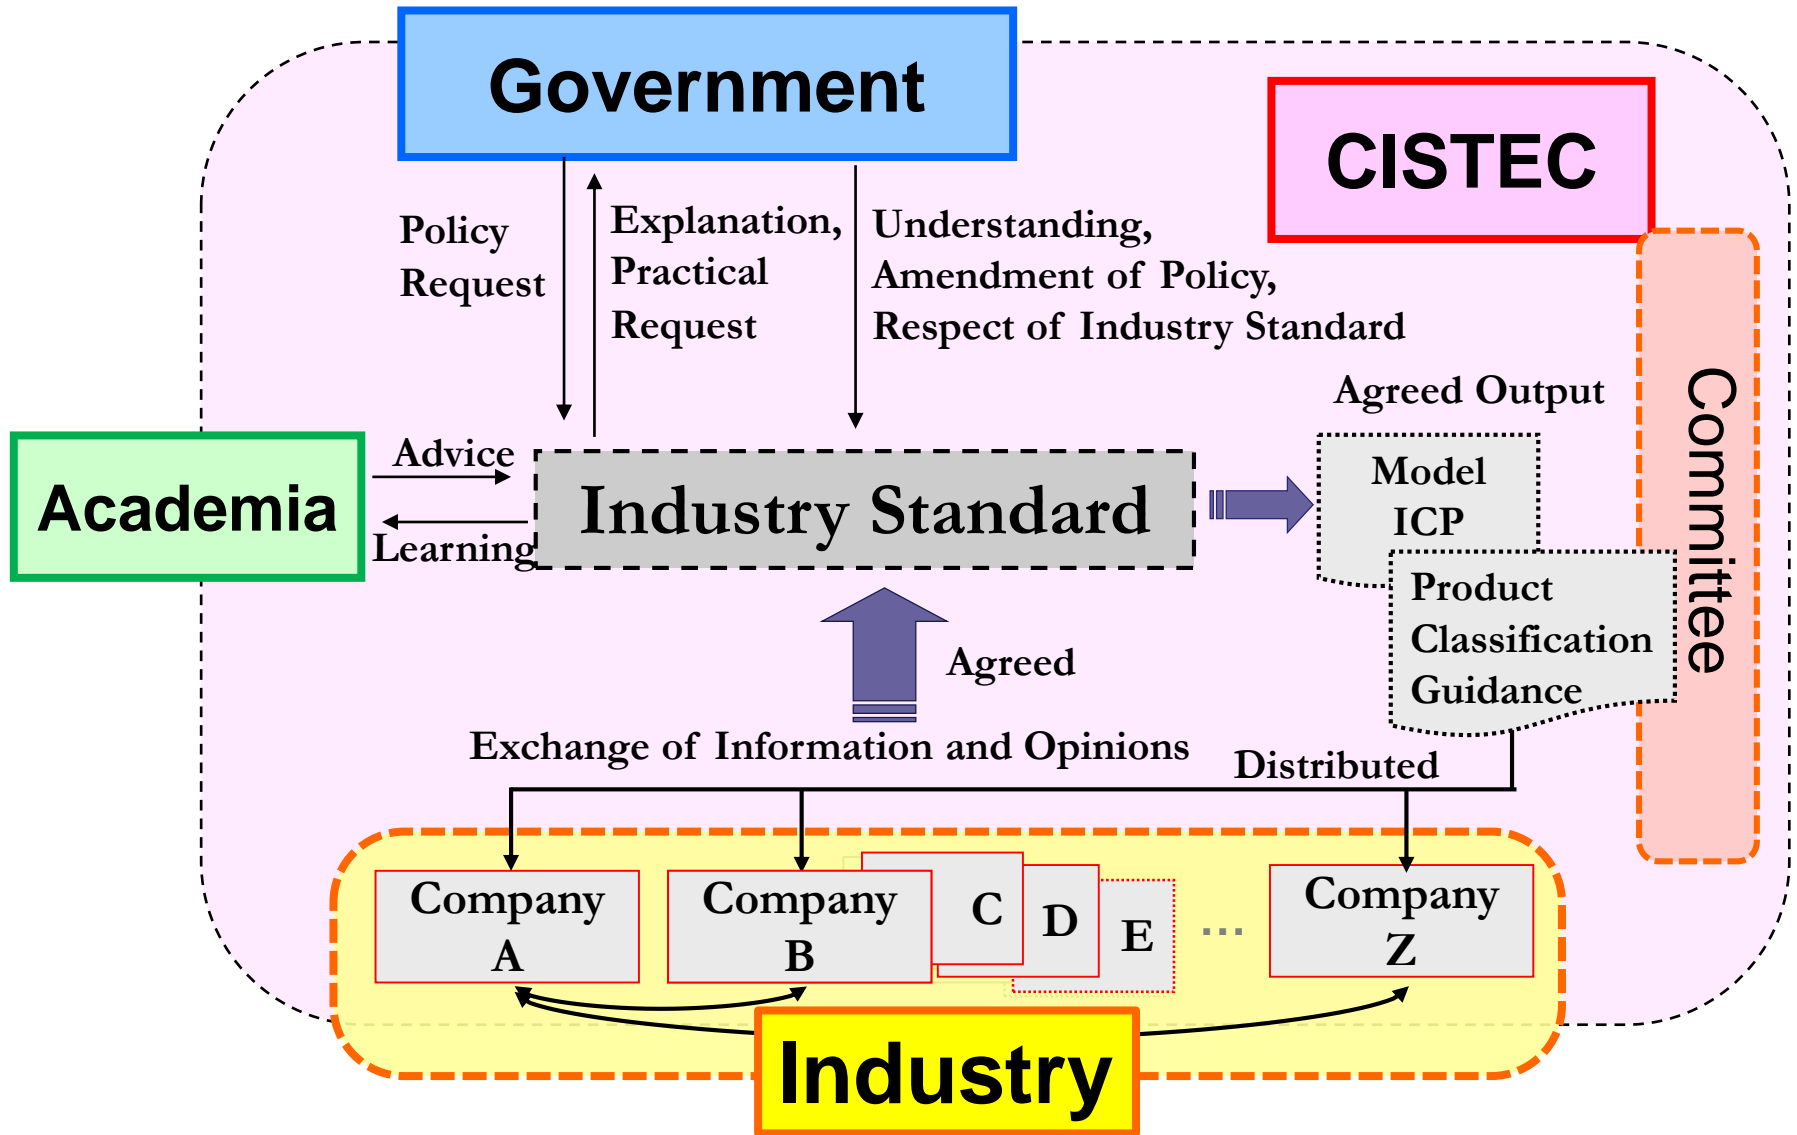 Government
CISTEC
Policy
Request
Explanation,
Practical
Request
Understanding,
Amendment of Policy,
Respect of Industry Standard
Agreed Output
Committee
Academia
Advice
Learning
Industry Standard
Model
ICP
Product
Classification
Guidance
Agreed
Exchange of Information and Opinions
Distributed
Company
A
Company
B
C
D
E
...
Company
Z
Industry